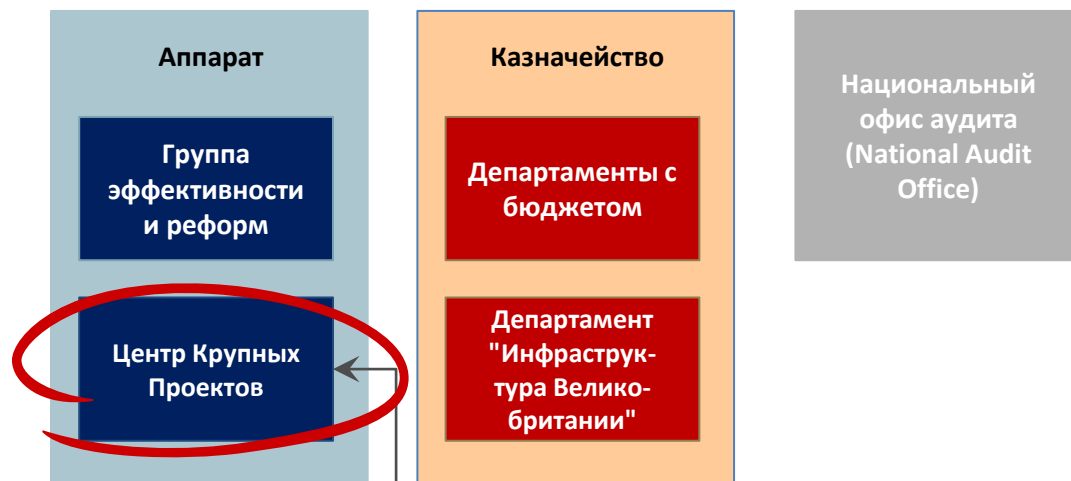 Аппарат
Группа
эффективности
и реформ
Центр Крупных
Проектов
Казначейство
Департаменты с
бюджетом
Департамент
"Инфраструк-
тура Велико-
британии"
Национальный
офис аудита
(National Audit
Office)